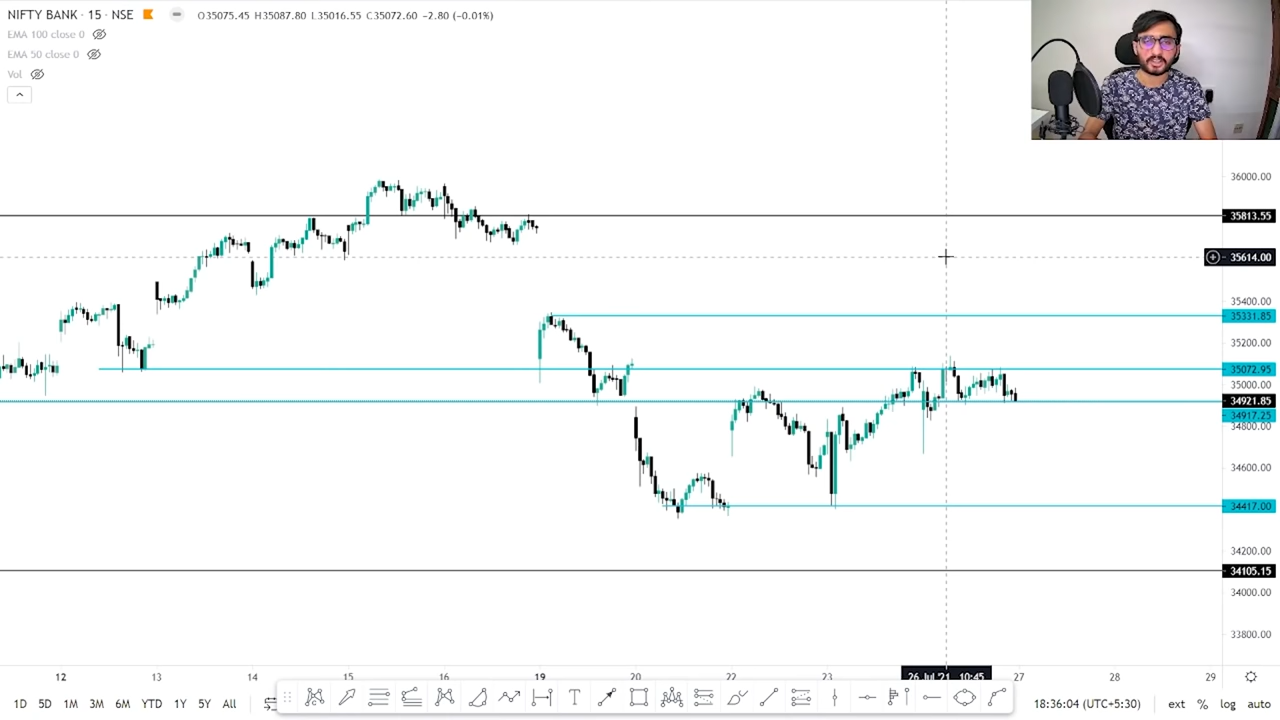 NIFTY BANK · 15 · NSE O35075.45 H35087.80 L35016.55 C35072.60 −2.80 (−0.01%)
EMA 100 close 0
EMA 50 close 0
Vol
36000.00
35813.55
35614.00
35400.00
35331.85
35200.00
35072.95
35000.00
34921.85
34917.25
34800.00
34600.00
34417.00
34200.00
34105.15
34000.00
33800.00
12 13 14 15 16 19 20 22 23 26 Jul '21 10:45 27 28 29
1D 5D 1M 3M 6M YTD 1Y 5Y All 18:36:04 (UTC+5:30) ext % log auto